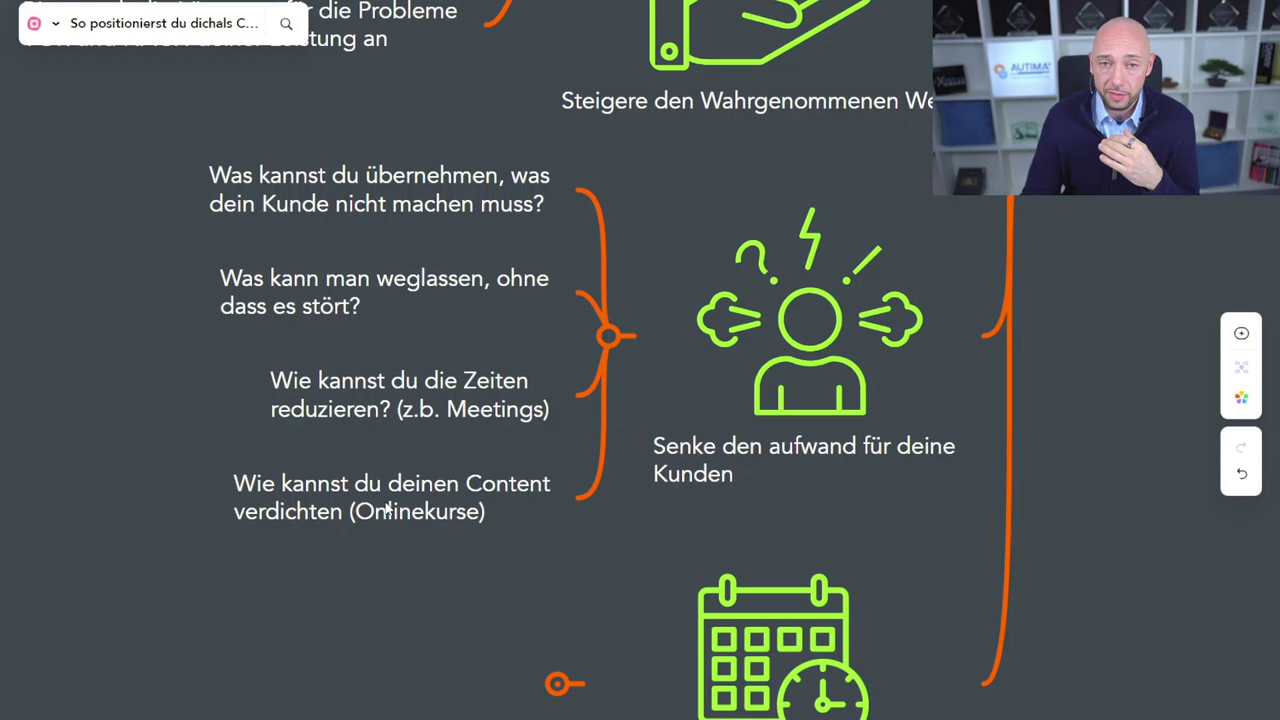 So positionierst du dichals C...
für die Probleme
an
Steigere den Wahrgenommenen We
AUTIMA
Was kannst du übernehmen, was
dein Kunde nicht machen muss?
Was kann man weglassen, ohne
dass es stört?
Wie kannst du die Zeiten
reduzieren? (z.b. Meetings)
Wie kannst du deinen Content
verdichten (Onlinekurse)
Senke den aufwand für deine
Kunden